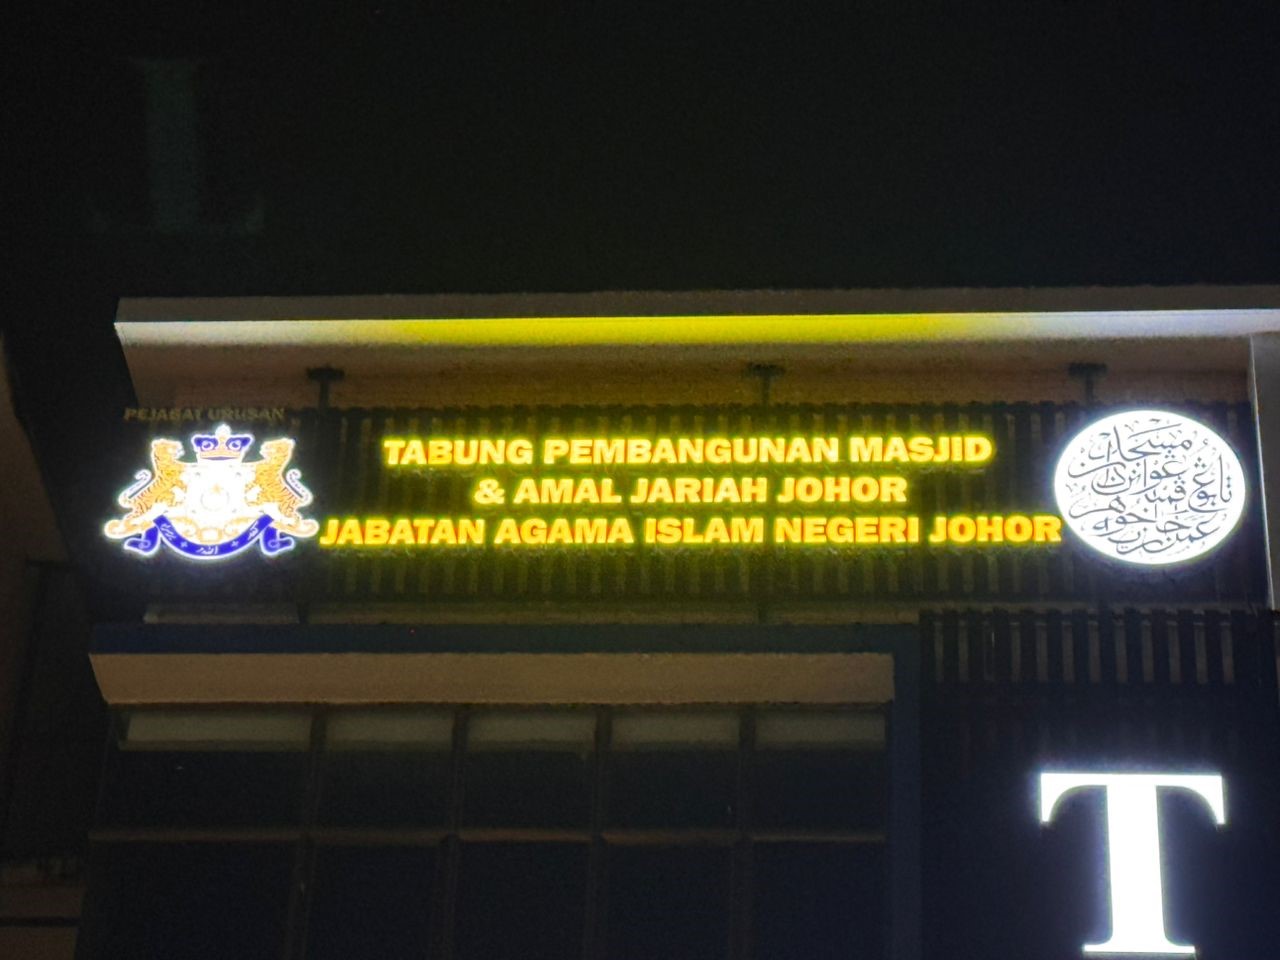 PEJABAT URUSAN
TABUNG PEMBANGUNAN MASJID
& AMAL JARIAH JOHOR
JABATAN AGAMA ISLAM NEGERI JOHOR
T